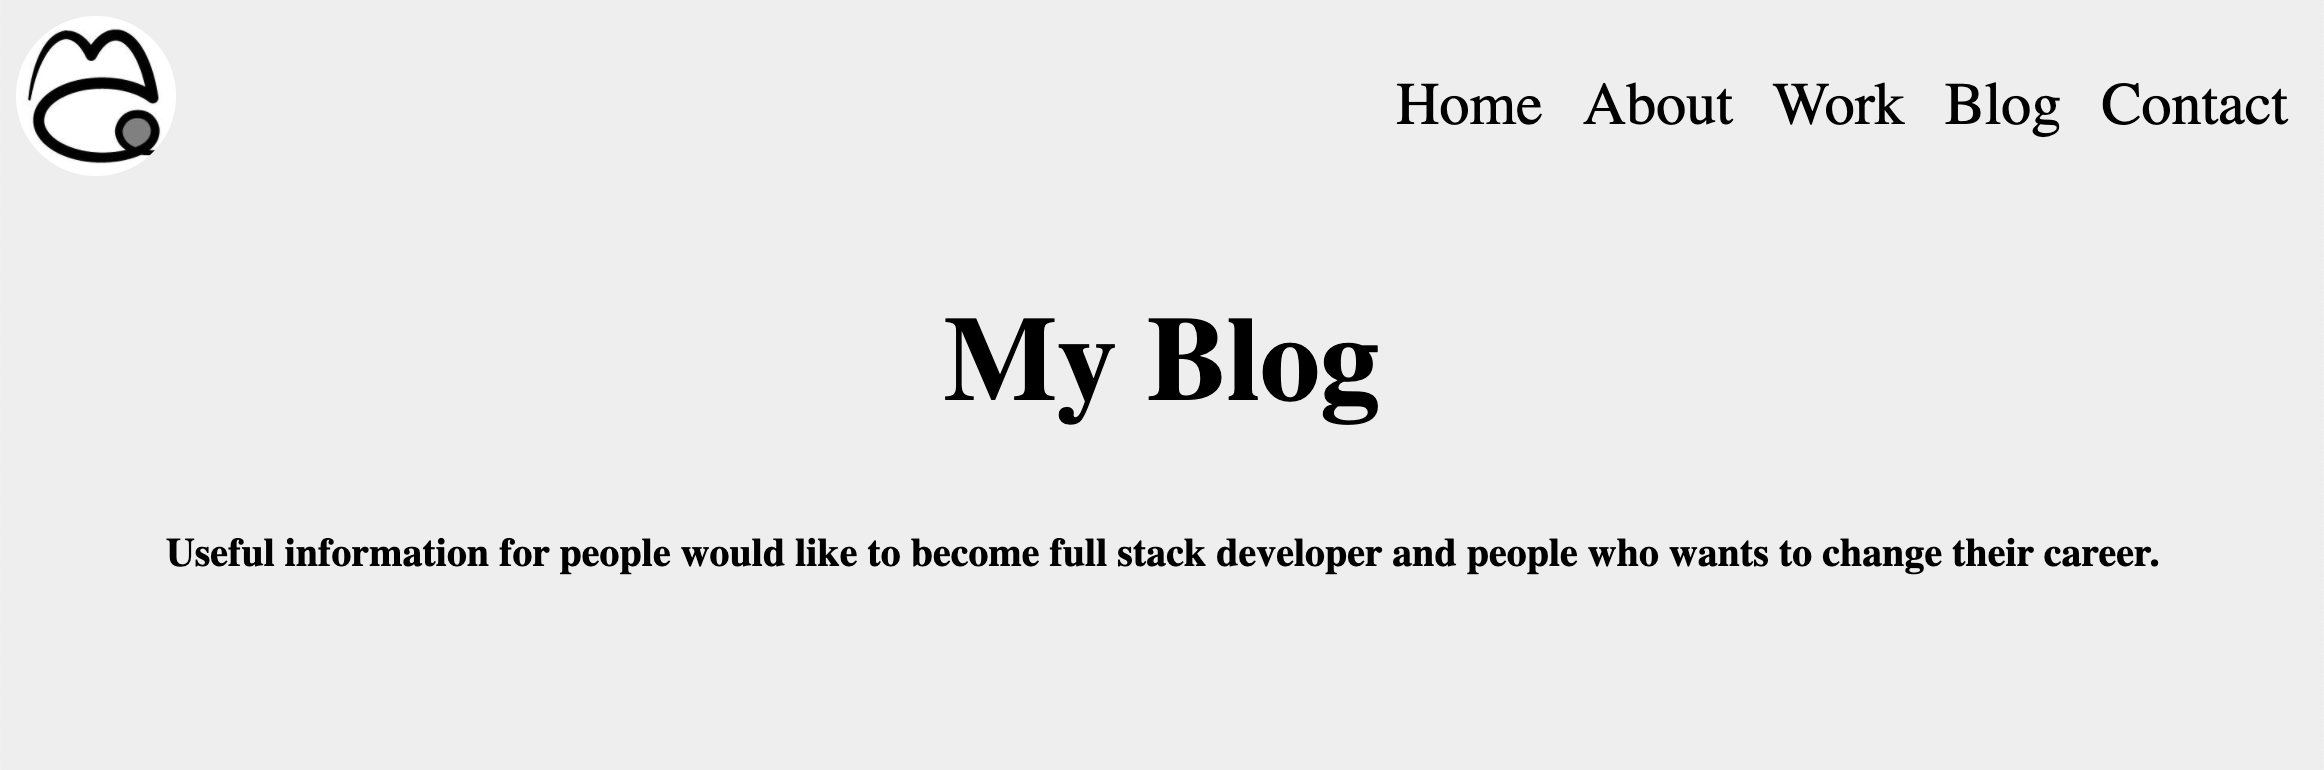 Home About Work Blog Contact
My Blog
Useful information for people would like to become full stack developer and people who wants to change their career.